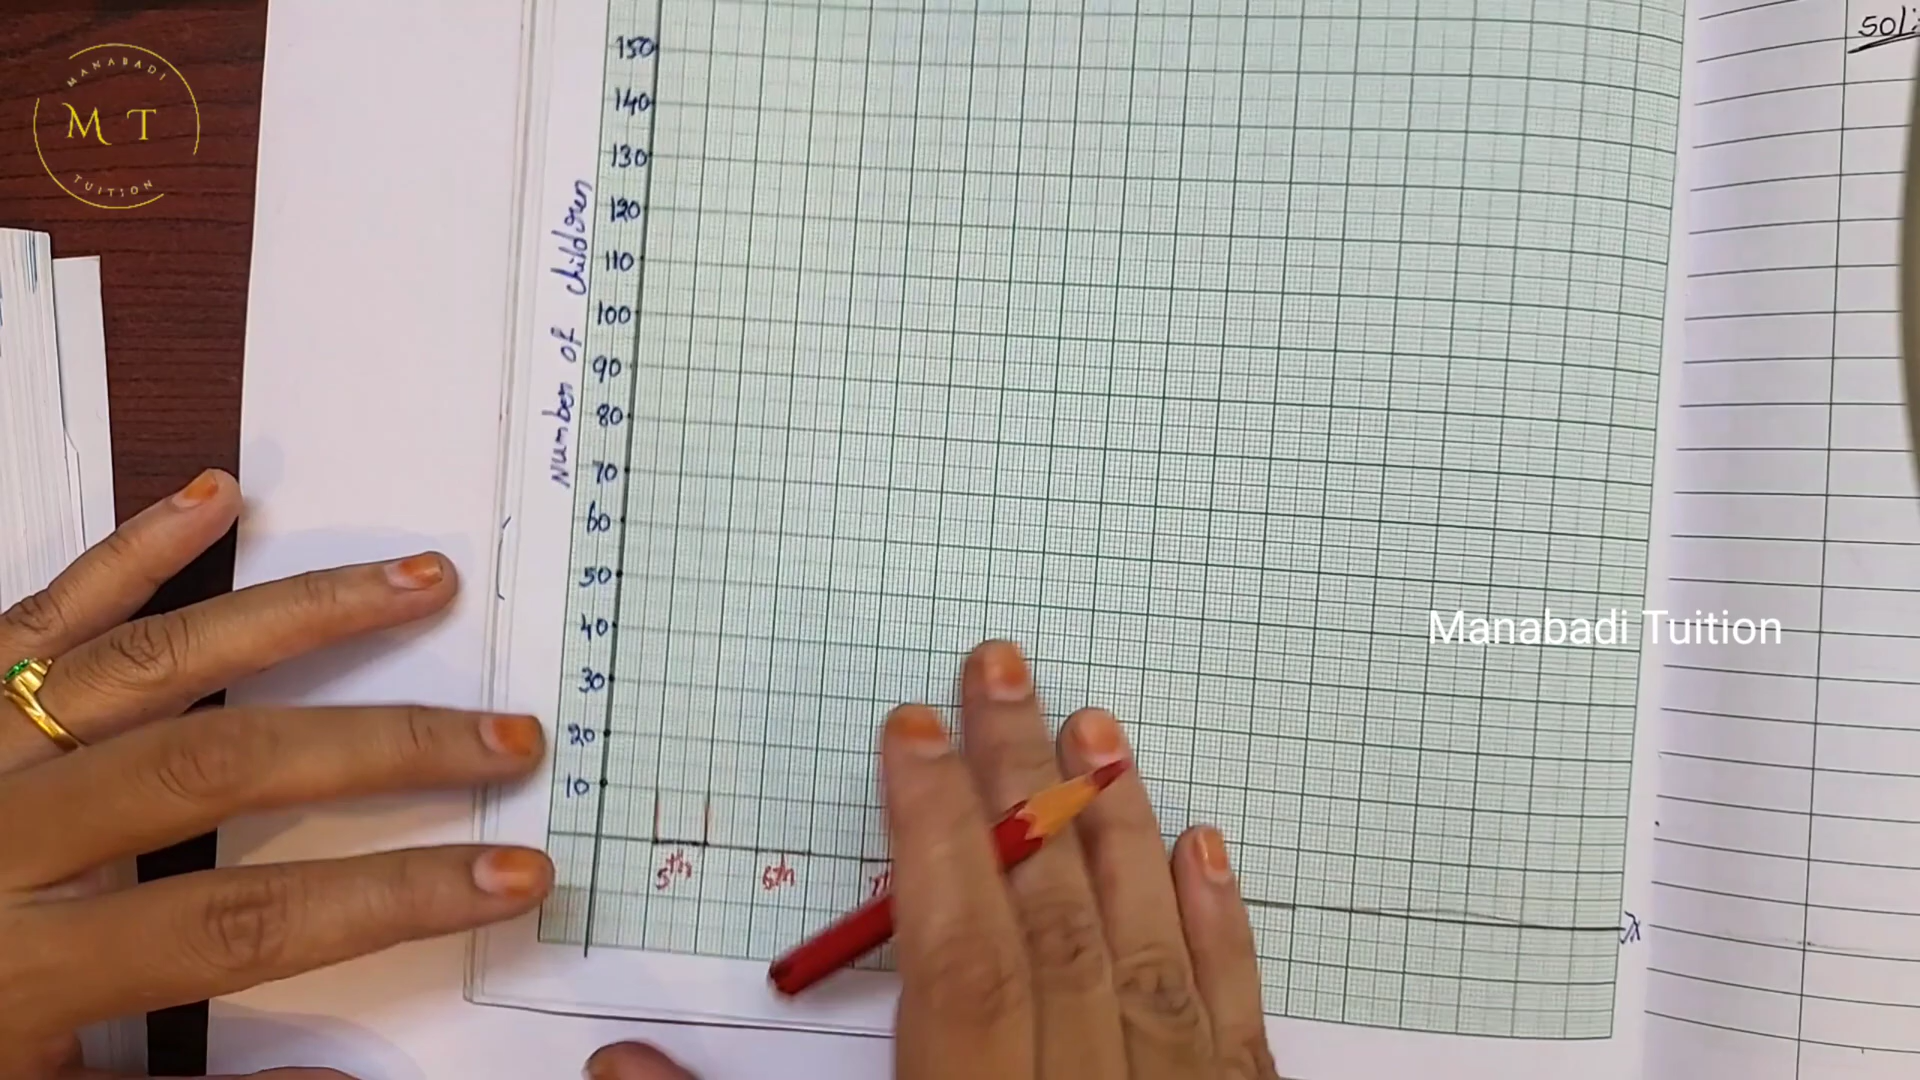 MANABADI
M T
TUITION
SOL:
150
140
130
120
110
100
90
80
70
60
50
40
30
20
10
Number of children
5th
6th
x
Manabadi Tuition